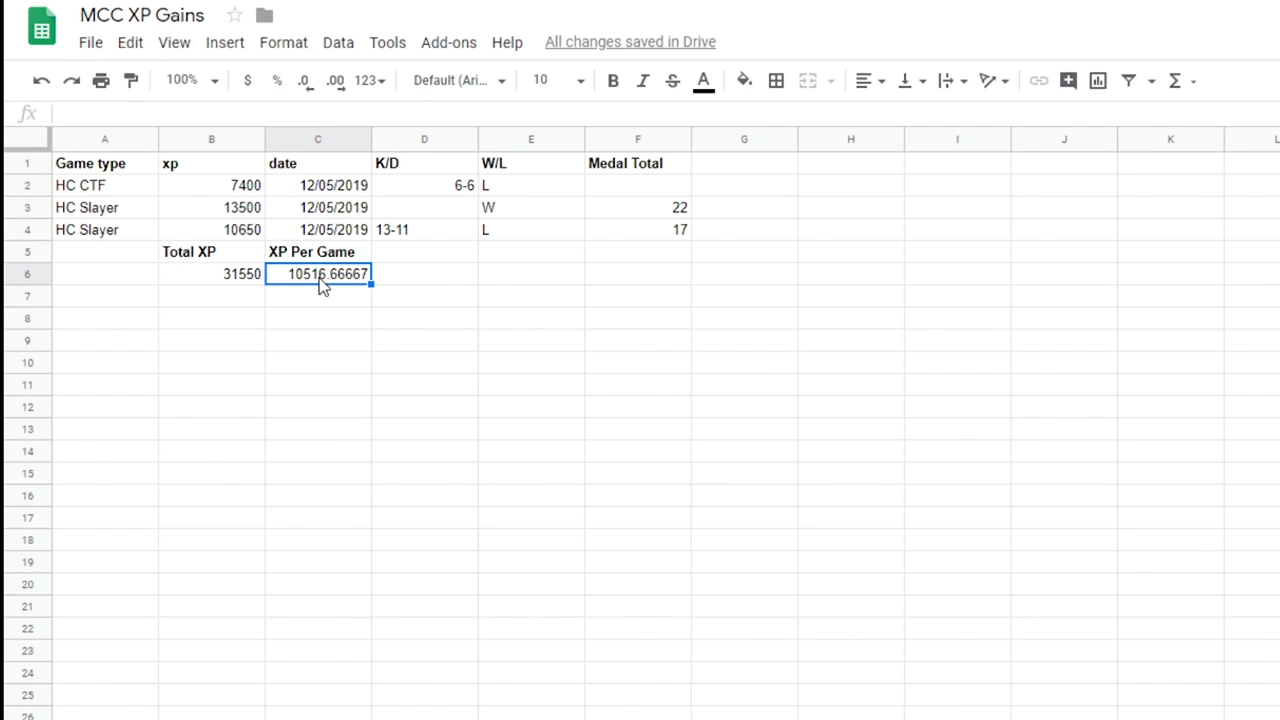 MCC XP Gains
File Edit View Insert Format Data Tools Add-ons Help All changes saved in Drive
100% $ % .0 .00 123 Default (Ari... 10 B I S A Σ
fx
A B C D E F G H I J K L
1 Game type xp date K/D W/L Medal Total
2 HC CTF 7400 12/05/2019 6-6 L
3 HC Slayer 13500 12/05/2019 W 22
4 HC Slayer 10650 12/05/2019 13-11 L 17
5 Total XP XP Per Game
6 31550 10516.66667
7
8
9
10
11
12
13
14
15
16
17
18
19
20
21
22
23
24
25
26